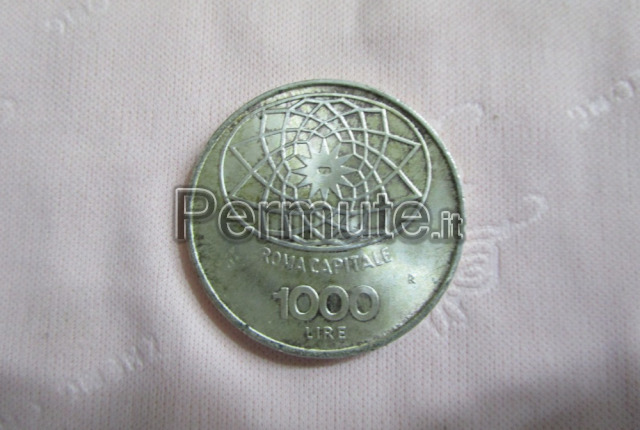 Permute.it
ROMA CAPITALE
R
1000
LIRE